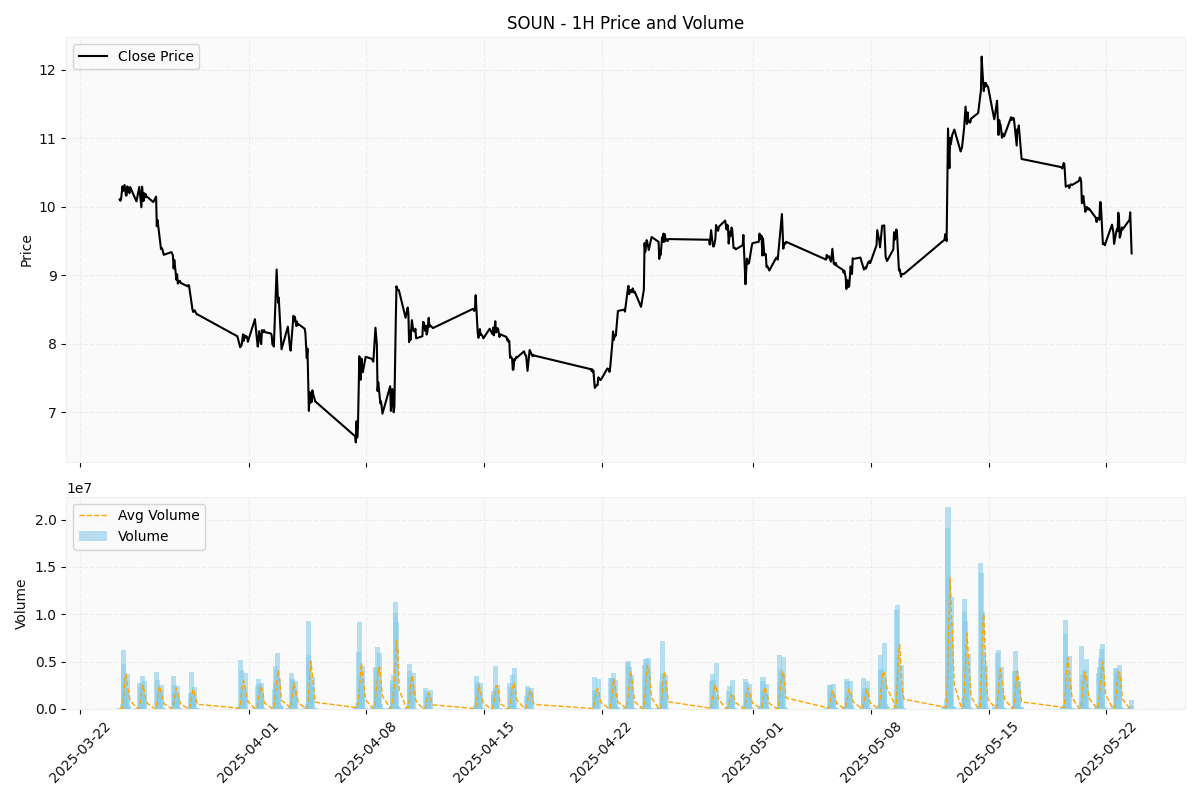 SOUN - 1H Price and Volume
Close Price
12
11
10
9
8
7
Price
1e7
Avg Volume
Volume
2.0
1.5
1.0
0.5
0.0
Volume
2025-03-22
2025-04-01
2025-04-08
2025-04-15
2025-04-22
2025-05-01
2025-05-08
2025-05-15
2025-05-22